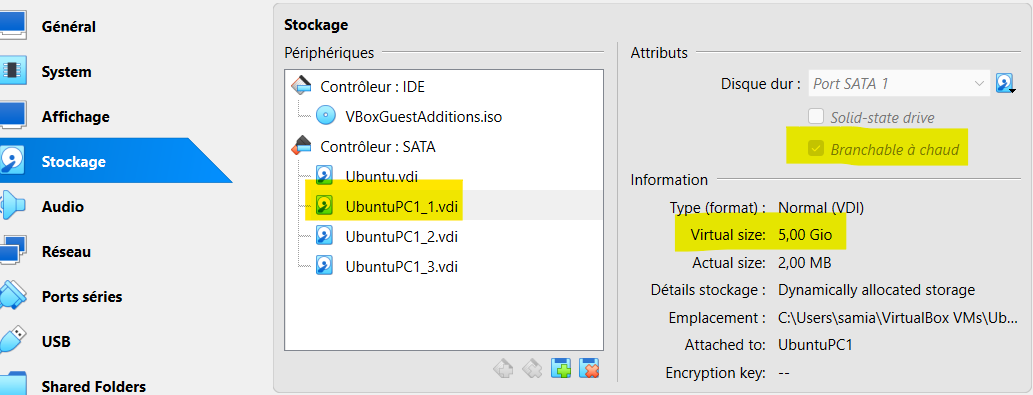 Général
System
Affichage
Stockage
Audio
Réseau
Ports séries
USB
Shared Folders
Stockage
Périphériques
Contrôleur : IDE
VBoxGuestAdditions.iso
Contrôleur : SATA
Ubuntu.vdi
UbuntuPC1_1.vdi
UbuntuPC1_2.vdi
UbuntuPC1_3.vdi
Attributs
Disque dur : Port SATA 1
Solid-state drive
Branchable à chaud
Information
Type (format) : Normal (VDI)
Virtual size: 5,00 Gio
Actual size: 2,00 MB
Détails stockage : Dynamically allocated storage
Emplacement : C:\Users\samia\VirtualBox VMs\Ub...
Attached to: UbuntuPC1
Encryption key: --